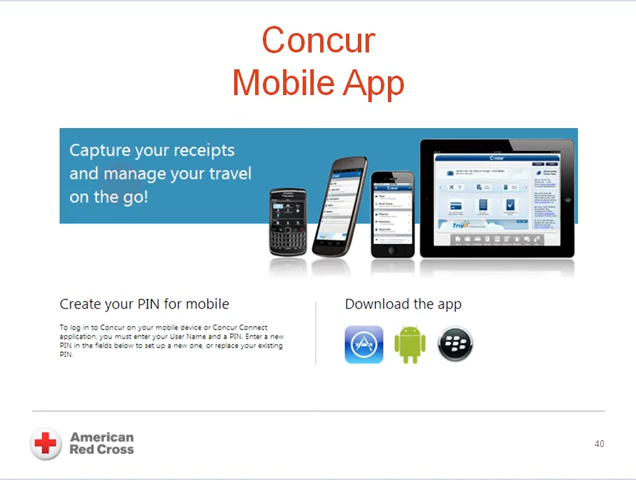 Concur
Mobile App
Capture your receipts
and manage your travel
on the go!
Create your PIN for mobile
To log in to Concur on your mobile device or Concur Connect
application, you must enter your User Name and a PIN. Enter a new
PIN in the fields below to set up a new one, or replace your existing
PIN.
Download the app
American
Red Cross
40